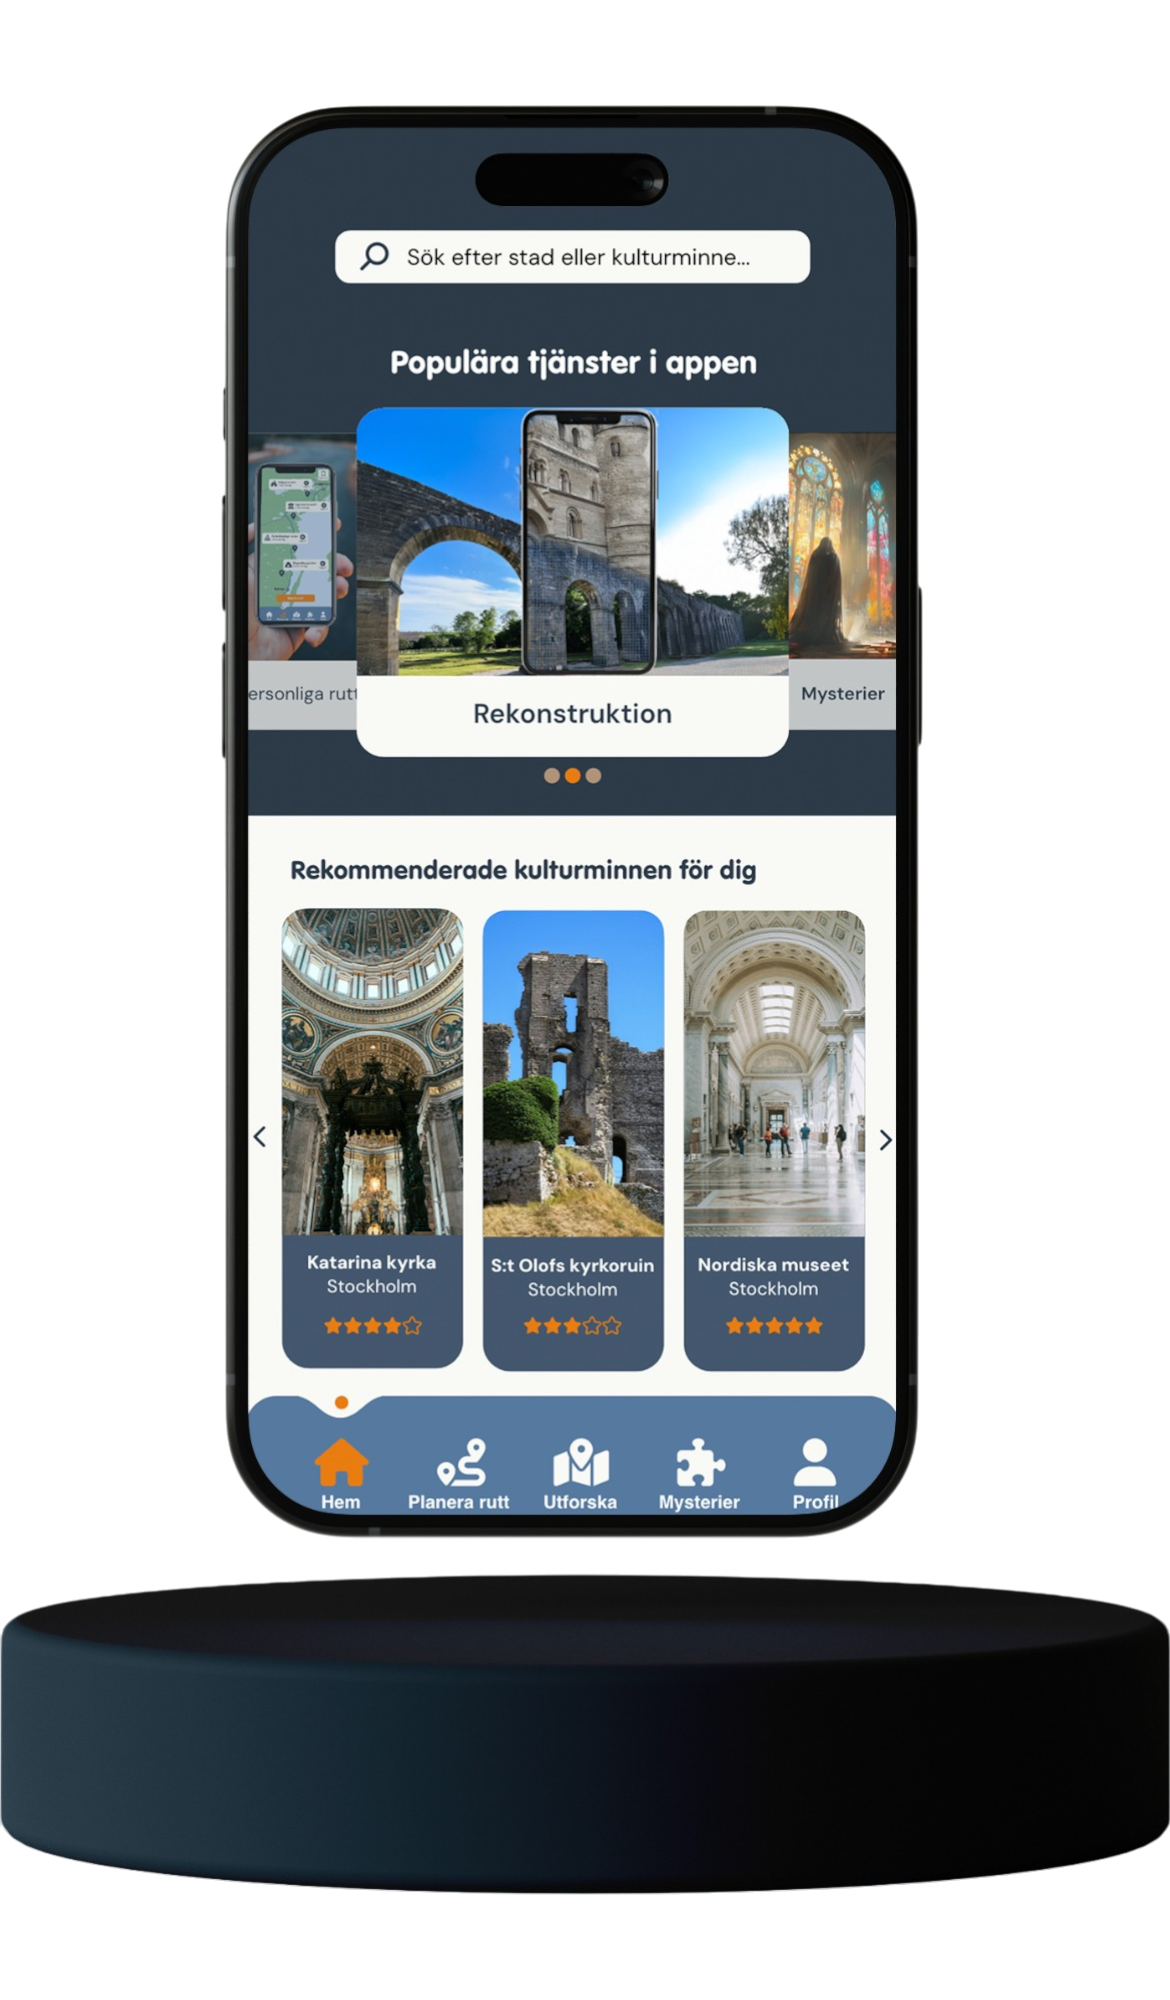 Sök efter stad eller kulturminne...
Populära tjänster i appen
ersonliga rutt
Rekonstruktion
Mysterier
Rekommenderade kulturminnen för dig
Katarina kyrka
Stockholm
S:t Olofs kyrkoruin
Stockholm
Nordiska museet
Stockholm
Hem
Planera rutt
Utforska
Mysterier
Profil